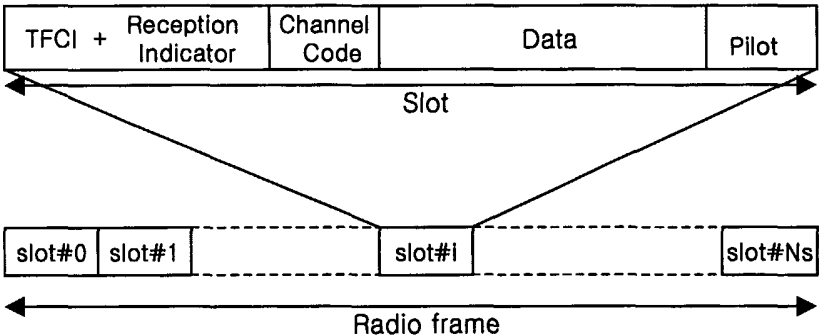 TFCI + Reception Indicator
Channel Code
Data
Pilot
Slot
slot#0
slot#1
slot#i
slot#Ns
Radio frame